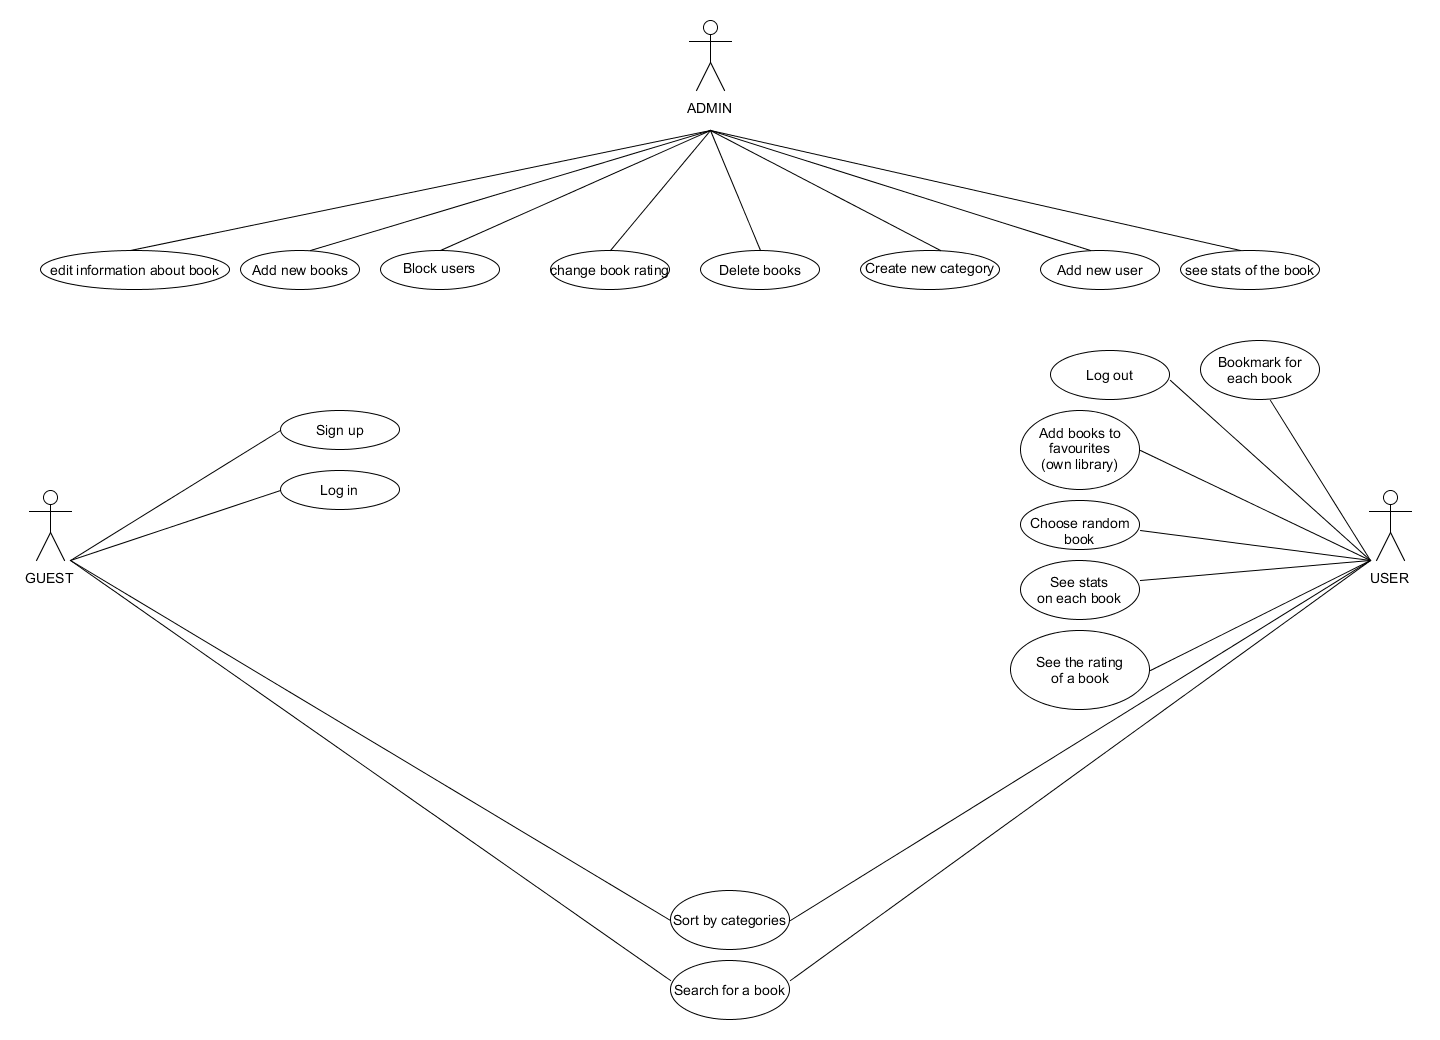 ADMIN
edit information about book
Add new books
Block users
change book rating
Delete books
Create new category
Add new user
see stats of the book
Log out
Bookmark for
each book
Sign up
Add books to
favourites
(own library)
Log in
Choose random
book
GUEST
See stats
on each book
USER
See the rating
of a book
Sort by categories
Search for a book